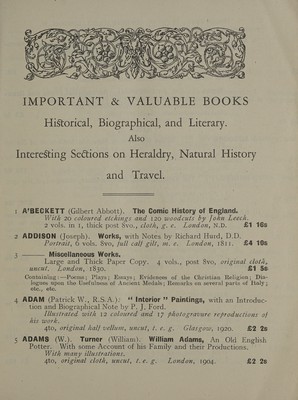 IMPORTANT & VALUABLE BOOKS
Historical, Biographical, and Literary.
Also
Interesting Sections on Heraldry, Natural History
and Travel.
1 A'BECKETT (Gilbert Abbott). The Comic History of England.
With 20 coloured etchings and 120 woodcuts by John Leech.
2 vols. in 1, thick post 8vo., cloth, g. e. London, N.D. £1 16s
2 ADDISON (Joseph). Works, with Notes by Richard Hurd, D.D.
Portrait, 6 vols. 8vo, full calf gilt, m. e. London, 1811. £4 10s
3 ——— Miscellaneous Works.
Large and Thick Paper Copy. 4 vols., post 8vo, original cloth,
uncut, London, 1830. £1 5s
Containing:—Poems; Plays; Essays; Evidences of the Christian Religion; Dia-
logues upon the Usefulness of Ancient Medals; Remarks on several parts of Italy;
etc., etc.
4 ADAM (Patrick W., R.S.A.): "Interior" Paintings, with an Introduc-
tion and Biographical Note by P. J. Ford.
Illustrated with 12 coloured and 17 photogravure reproductions of
his work.
4to, original half vellum, uncut, t. e. g. Glasgow, 1920. £2 2s
5 ADAMS (W.). Turner (William). William Adams, An Old English
Potter. With some Account of his Family and their Productions.
With many illustrations.
4to, cloth, uncut, t. e. g. London, 1904. £2 2s